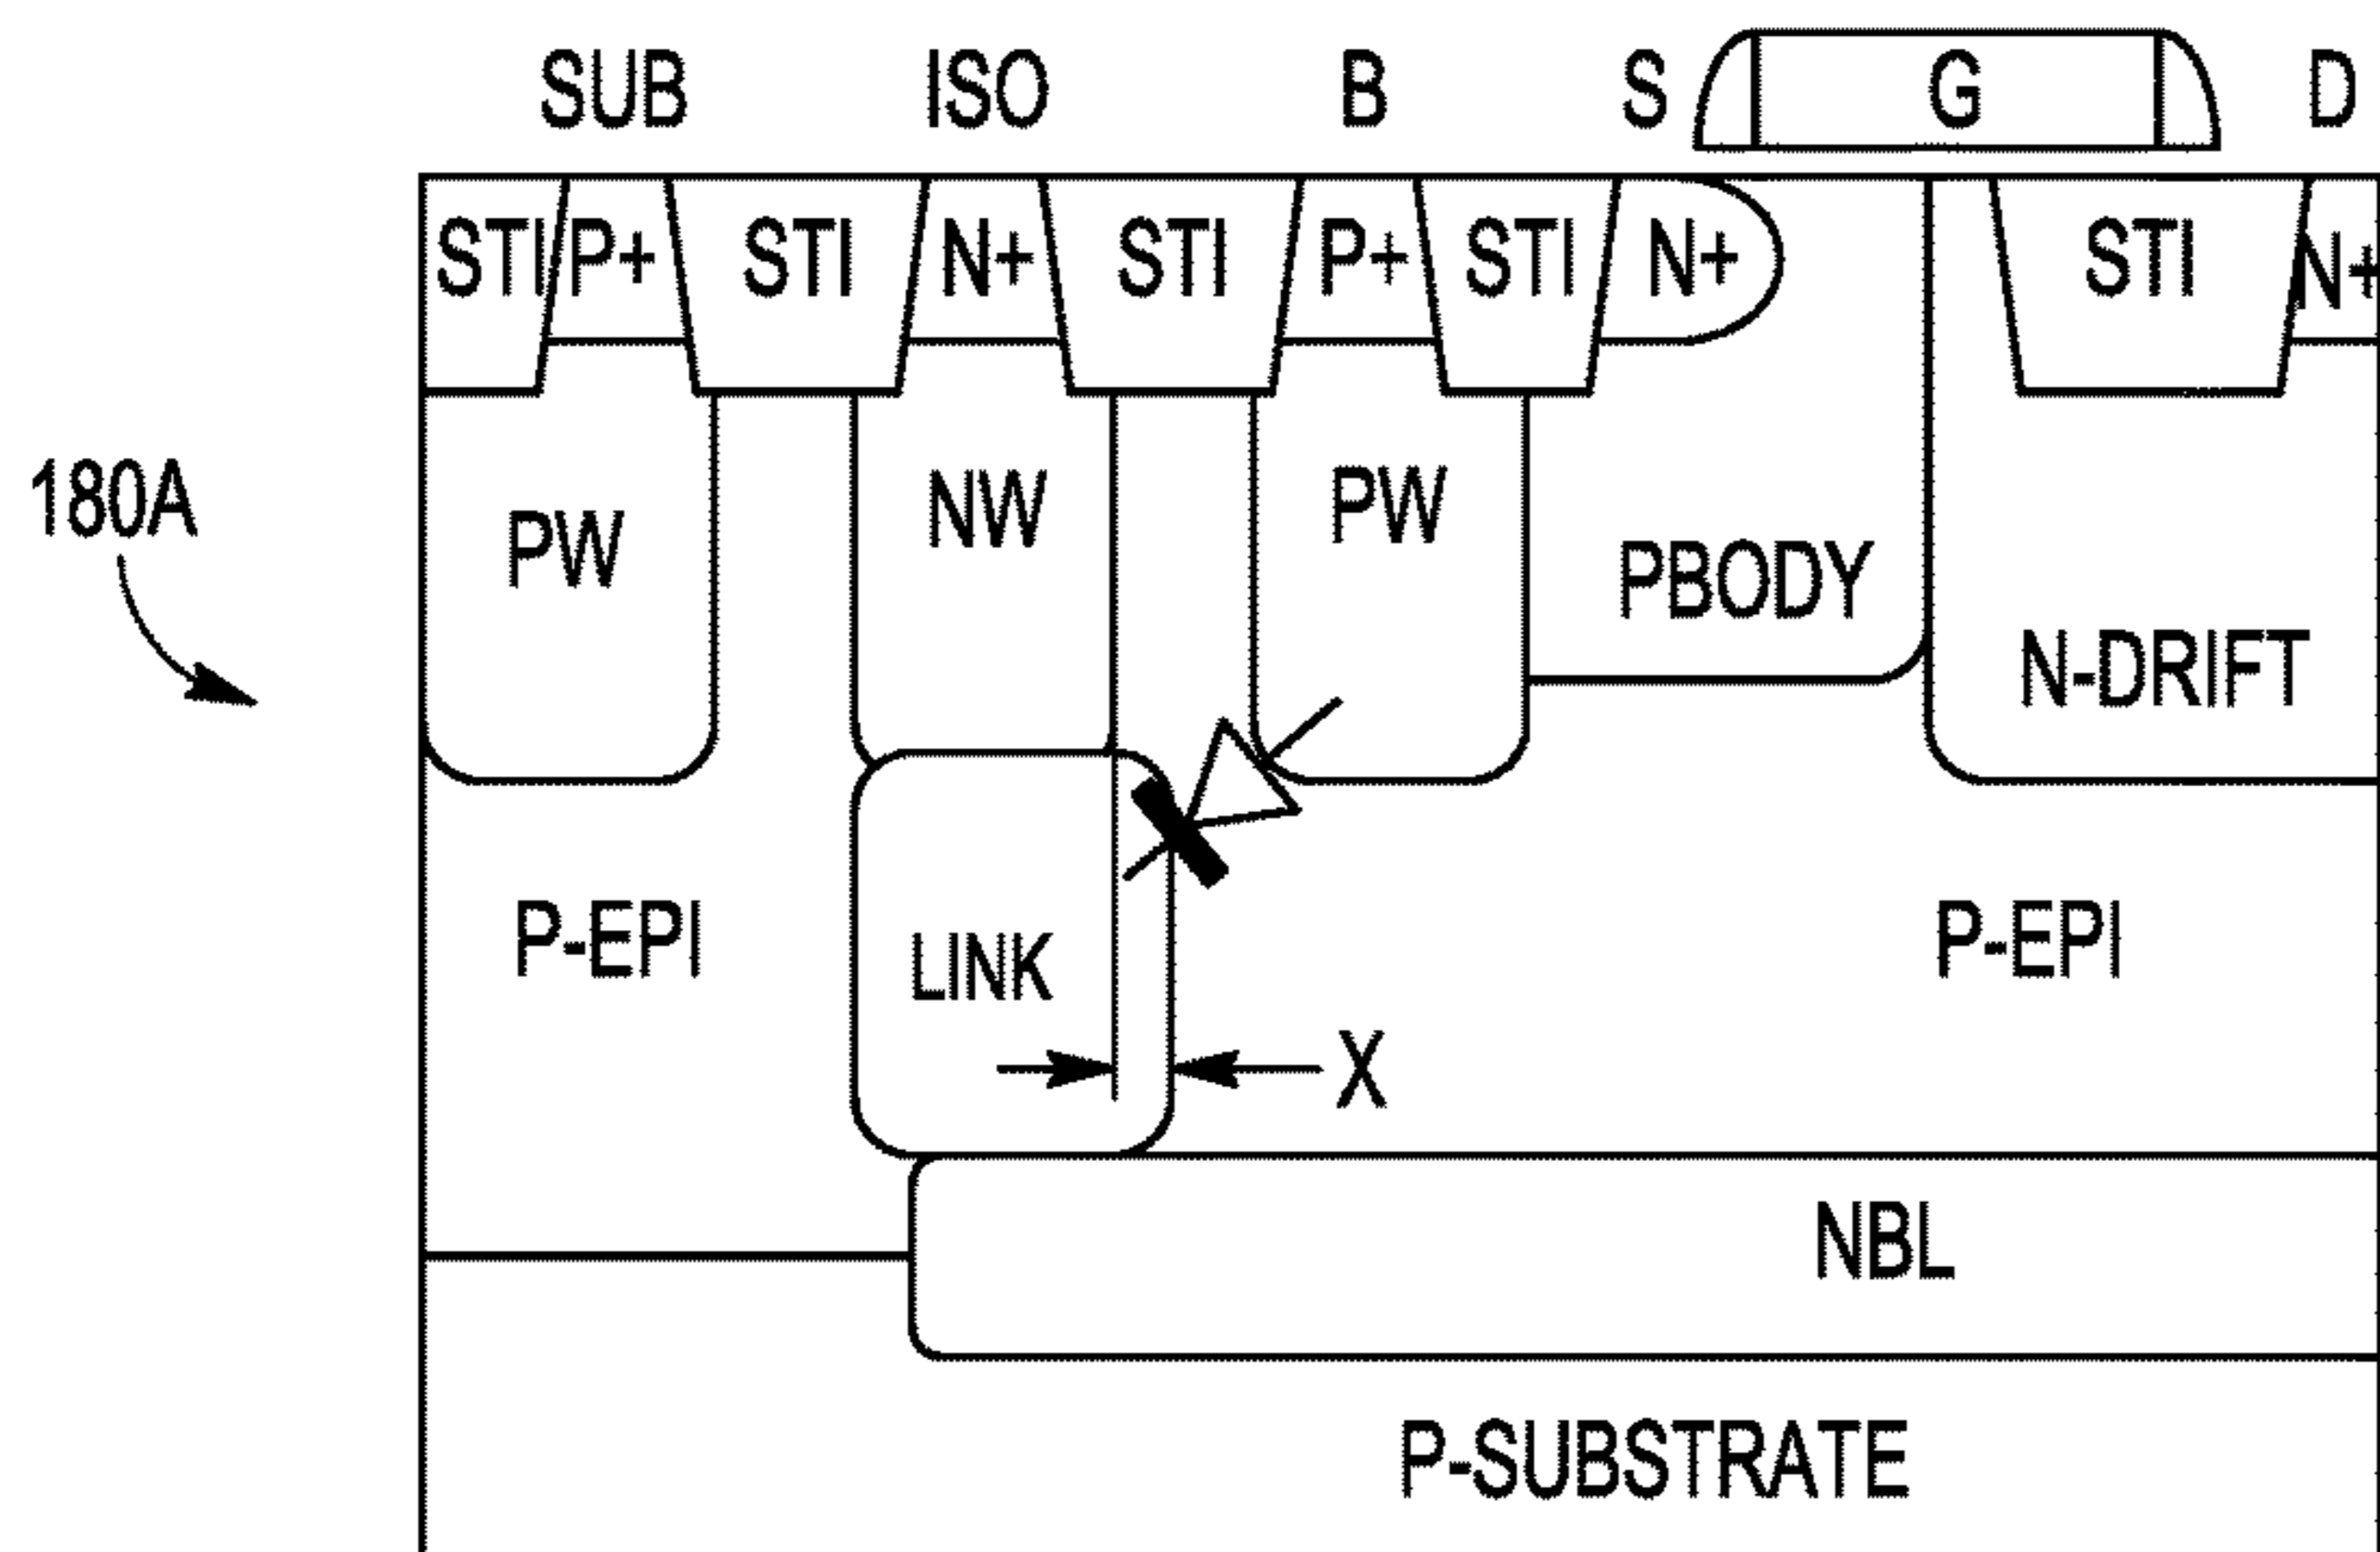 SUB ISO B S G D
STI P+ STI N+ STI P+ STI N+ STI N+
180A PW NW PW
PBODY
N-DRIFT
P-EPI LINK P-EPI
X
NBL
P-SUBSTRATE